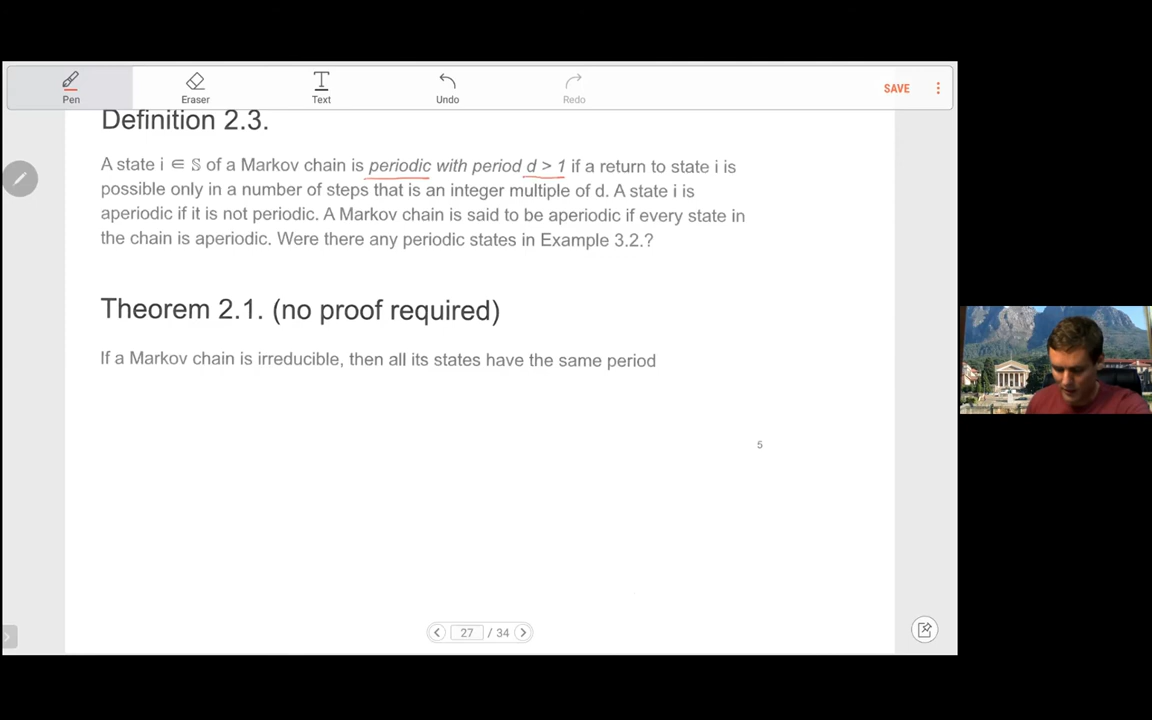 Pen
Eraser
Text
Undo
Redo
SAVE
Definition 2.3.
A state i ∈ 𝕊 of a Markov chain is periodic with period d > 1 if a return to state i is
possible only in a number of steps that is an integer multiple of d. A state i is
aperiodic if it is not periodic. A Markov chain is said to be aperiodic if every state in
the chain is aperiodic. Were there any periodic states in Example 3.2.?
Theorem 2.1. (no proof required)
If a Markov chain is irreducible, then all its states have the same period
5
27 / 34